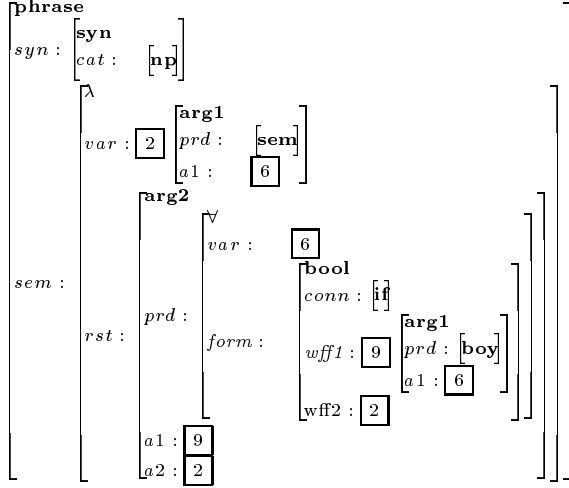 phrase
syn :
syn
cat : np
sem :
λ
var : 2
arg1
prd : sem
a1 : 6
rst :
arg2
prd :
∀
var : 6
form :
bool
conn : if
wff1 : 9
arg1
prd : boy
a1 : 6
wff2 : 2
a1 : 9
a2 : 2